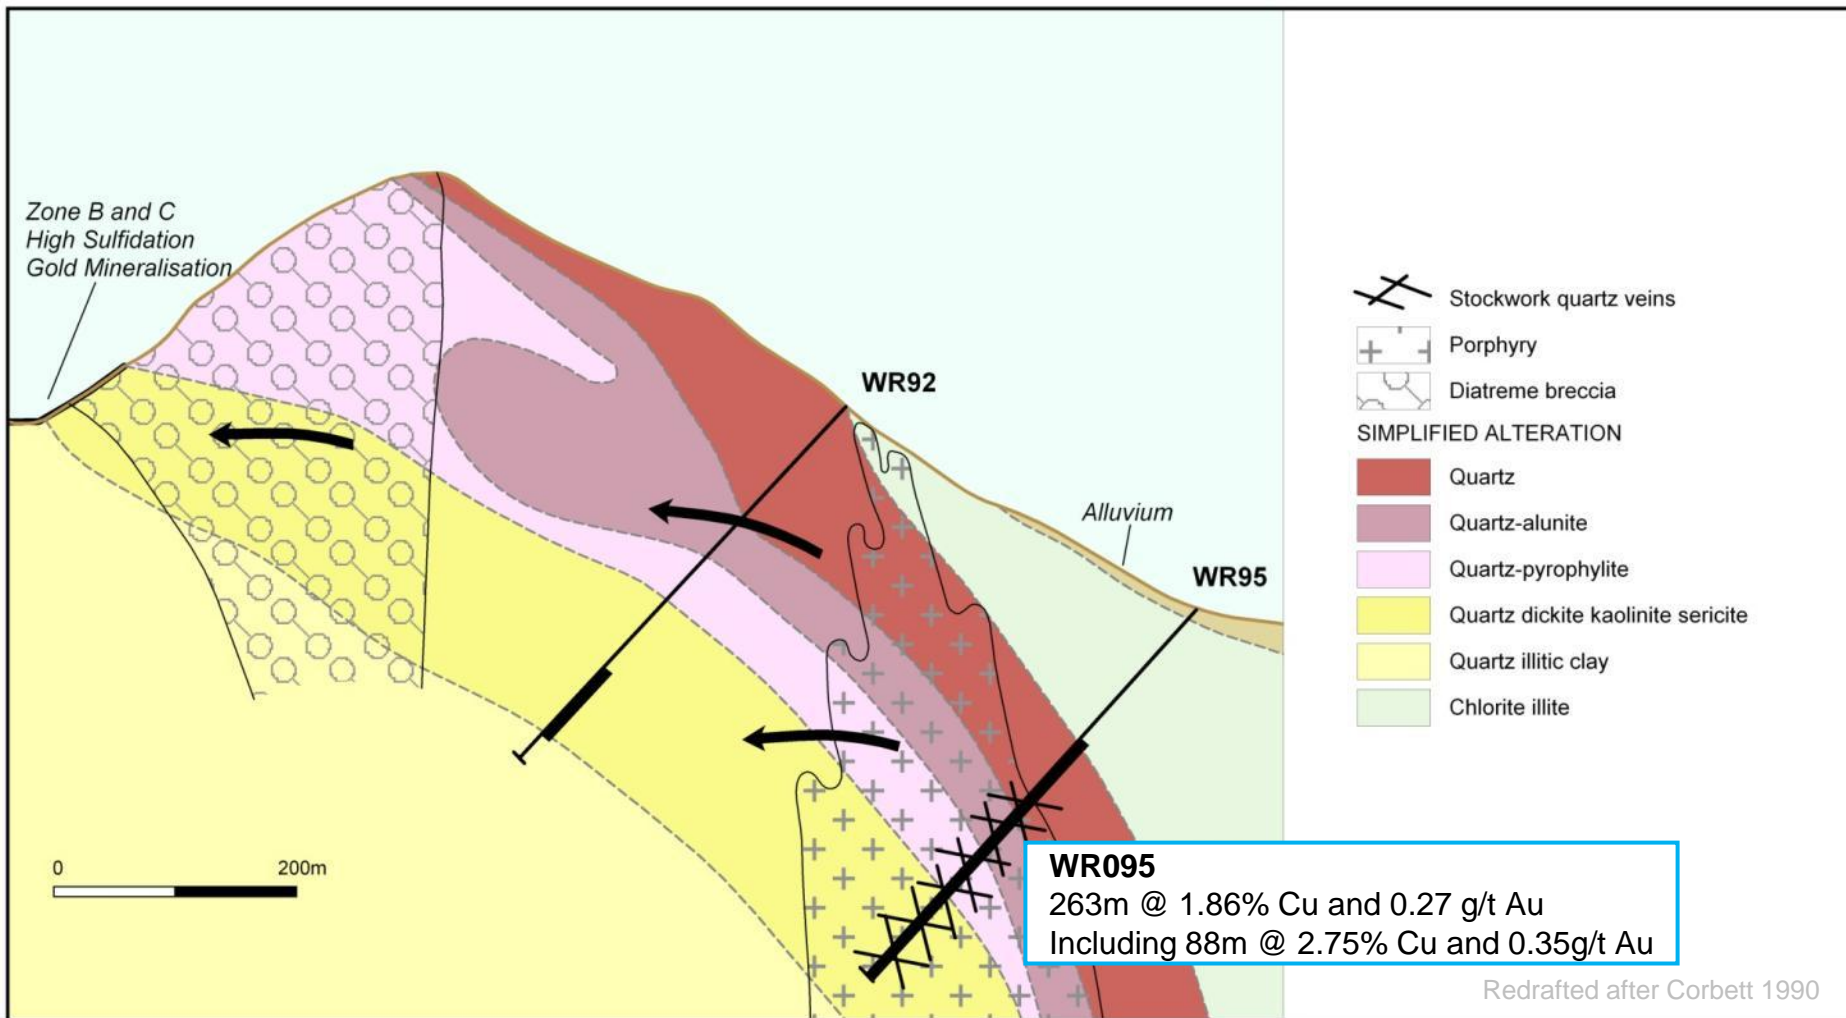 Zone B and C
High Sulfidation
Gold Mineralisation
WR92
Alluvium
WR95
0 200m
Stockwork quartz veins
Porphyry
Diatreme breccia
SIMPLIFIED ALTERATION
Quartz
Quartz-alunite
Quartz-pyrophylite
Quartz dickite kaolinite sericite
Quartz illitic clay
Chlorite illite
WR095
263m @ 1.86% Cu and 0.27 g/t Au
Including 88m @ 2.75% Cu and 0.35g/t Au
Redrafted after Corbett 1990